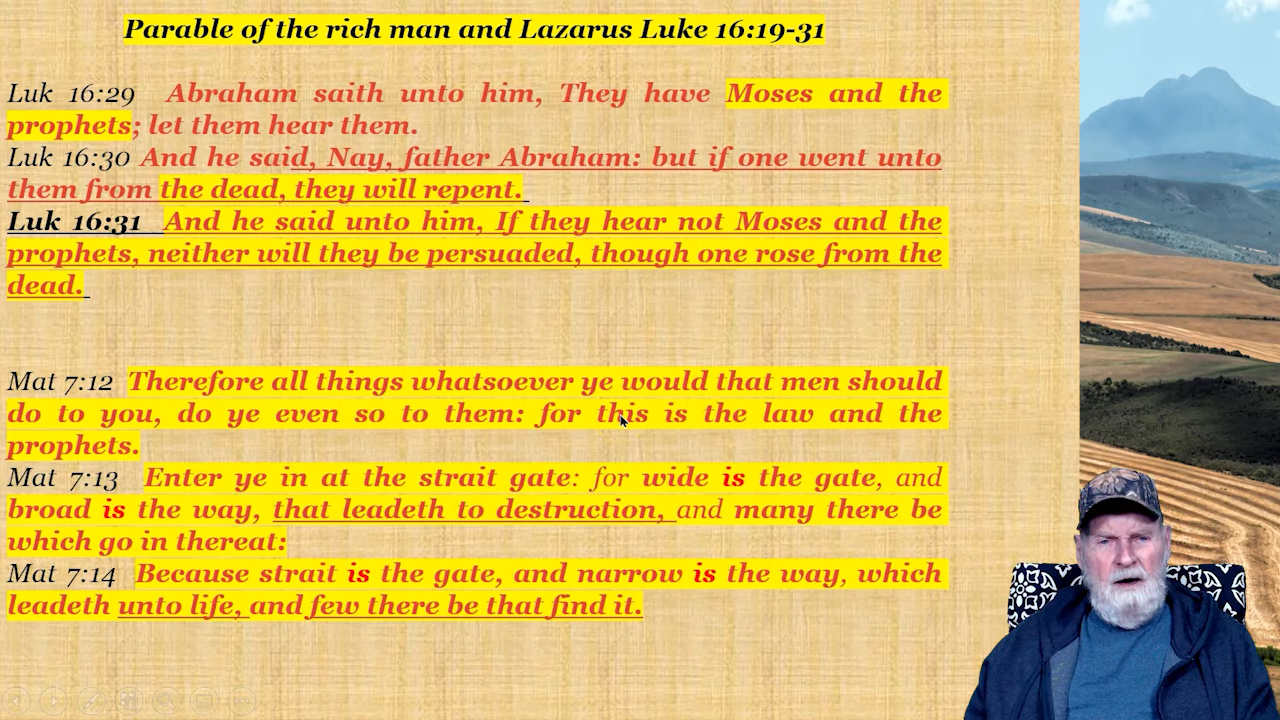 Parable of the rich man and Lazarus Luke 16:19-31
Luk 16:29 Abraham saith unto him, They have Moses and the
prophets; let them hear them.
Luk 16:30 And he said, Nay, father Abraham: but if one went unto
them from the dead, they will repent.
Luk 16:31 And he said unto him, If they hear not Moses and the
prophets, neither will they be persuaded, though one rose from the
dead.
Mat 7:12 Therefore all things whatsoever ye would that men should
do to you, do ye even so to them: for this is the law and the
prophets.
Mat 7:13 Enter ye in at the strait gate: for wide is the gate, and
broad is the way, that leadeth to destruction, and many there be
which go in thereat:
Mat 7:14 Because strait is the gate, and narrow is the way, which
leadeth unto life, and few there be that find it.